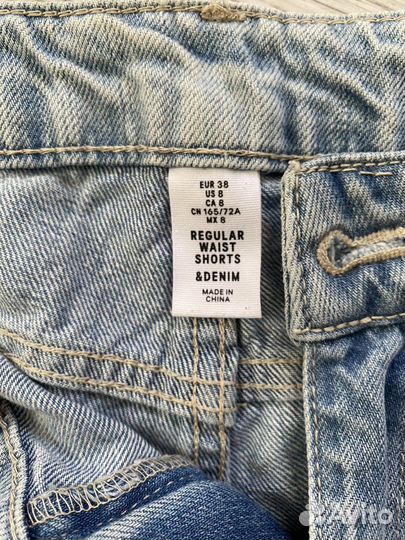 EUR 38
US 8
CA 8
CN 165/72A
MX 8
REGULAR
WAIST
SHORTS
&DENIM
MADE IN
CHINA
Avito